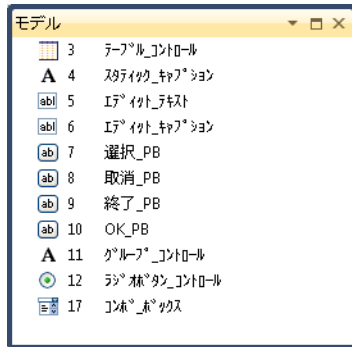 モデル
3 ﾃｰﾌﾞﾙ_ｺﾝﾄﾛｰﾙ
A 4 ｽﾀﾃｨｯｸ_ｷｬﾌﾟｼｮﾝ
abl 5 ｴﾃﾞｨｯﾄ_ﾃｷｽﾄ
abl 6 ｴﾃﾞｨｯﾄ_ｷｬﾌﾟｼｮﾝ
ab 7 選択_PB
ab 8 取消_PB
ab 9 終了_PB
ab 10 OK_PB
A 11 ｸﾞﾙｰﾌﾟ_ｺﾝﾄﾛｰﾙ
12 ﾗｼﾞｵﾎﾞﾀﾝ_ｺﾝﾄﾛｰﾙ
17 ｺﾝﾎﾞ_ﾎﾞｯｸｽ